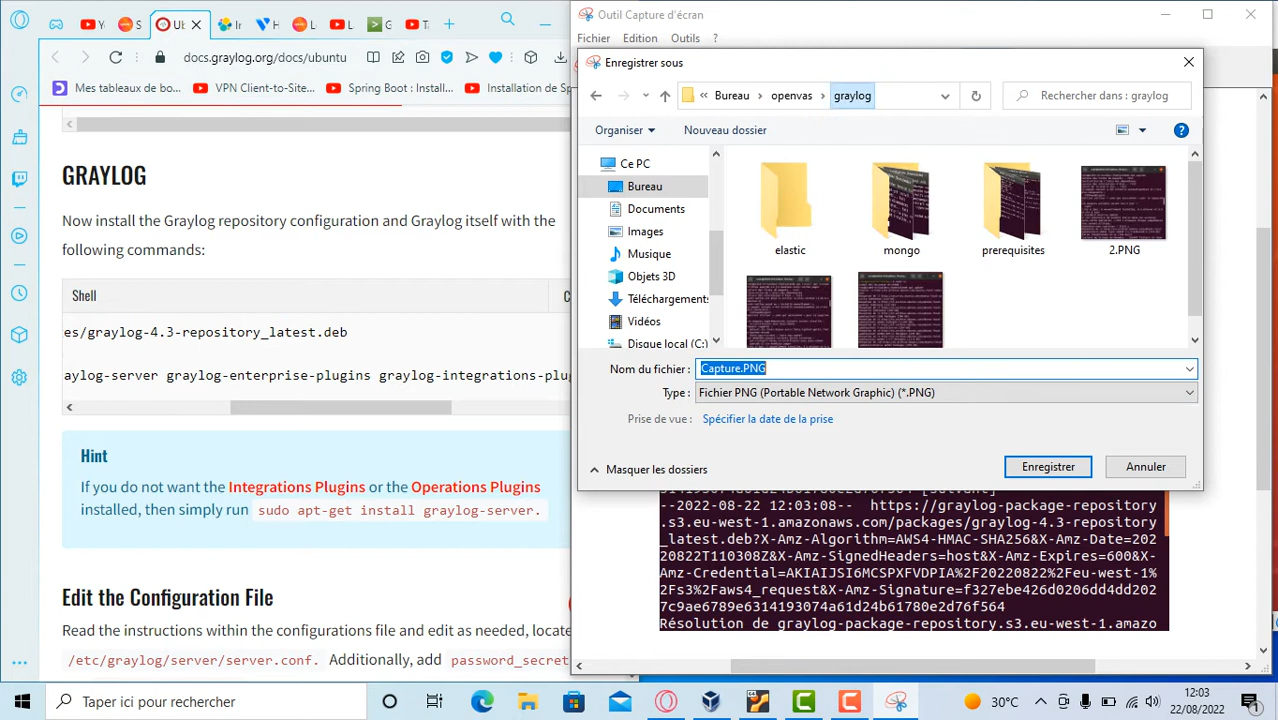 Y
S
Ub
In
H
L
G
T
docs.graylog.org/docs/ubuntu
Mes tableaux de bo...
VPN Client-to-Site...
Spring Boot : Install...
Installation de Sp
GRAYLOG
Now install the Graylog repository configuration and Graylog itself with the
following commands:
Shell
C
es/graylog-4.3-repository_latest.deb
aylog-server graylog-enterprise-plugins graylog-integrations-plu
Hint
If you do not want the Integrations Plugins or the Operations Plugins
installed, then simply run sudo apt-get install graylog-server.
Edit the Configuration File
Read the instructions within the configurations file and edit as needed, locate
/etc/graylog/server/server.conf. Additionally, add password_secret
Outil Capture d'écran
Fichier Edition Outils ?
Enregistrer sous
« Bureau > openvas > graylog
Rechercher dans : graylog
Organiser
Nouveau dossier
?
Ce PC
Bureau
Documents
Images
Musique
Objets 3D
Téléchargement:
Vidéos
Disque local (C:)
elastic
mongo
prerequisites
2.PNG
Nom du fichier : Capture.PNG
Type : Fichier PNG (Portable Network Graphic) (*.PNG)
Prise de vue : Spécifier la date de la prise
Masquer les dossiers
Enregistrer
Annuler
--2022-08-22 12:03:08-- https://graylog-package-repository
.s3.eu-west-1.amazonaws.com/packages/graylog-4.3-repository
_latest.deb?X-Amz-Algorithm=AWS4-HMAC-SHA256&X-Amz-Date=202
20822T110308Z&X-Amz-SignedHeaders=host&X-Amz-Expires=600&X-
Amz-Credential=AKIAIJSI6MCSPXFVDPIA%2F20220822%2Feu-west-1%
2Fs3%2Faws4_request&X-Amz-Signature=f327ebe426d0206dd4dd202
7c9ae6789e6314193074a61d24b61780e2d76f564
Résolution de graylog-package-repository.s3.eu-west-1.amazo
Taper ici pour rechercher
30°C
12:03
22/08/2022
1